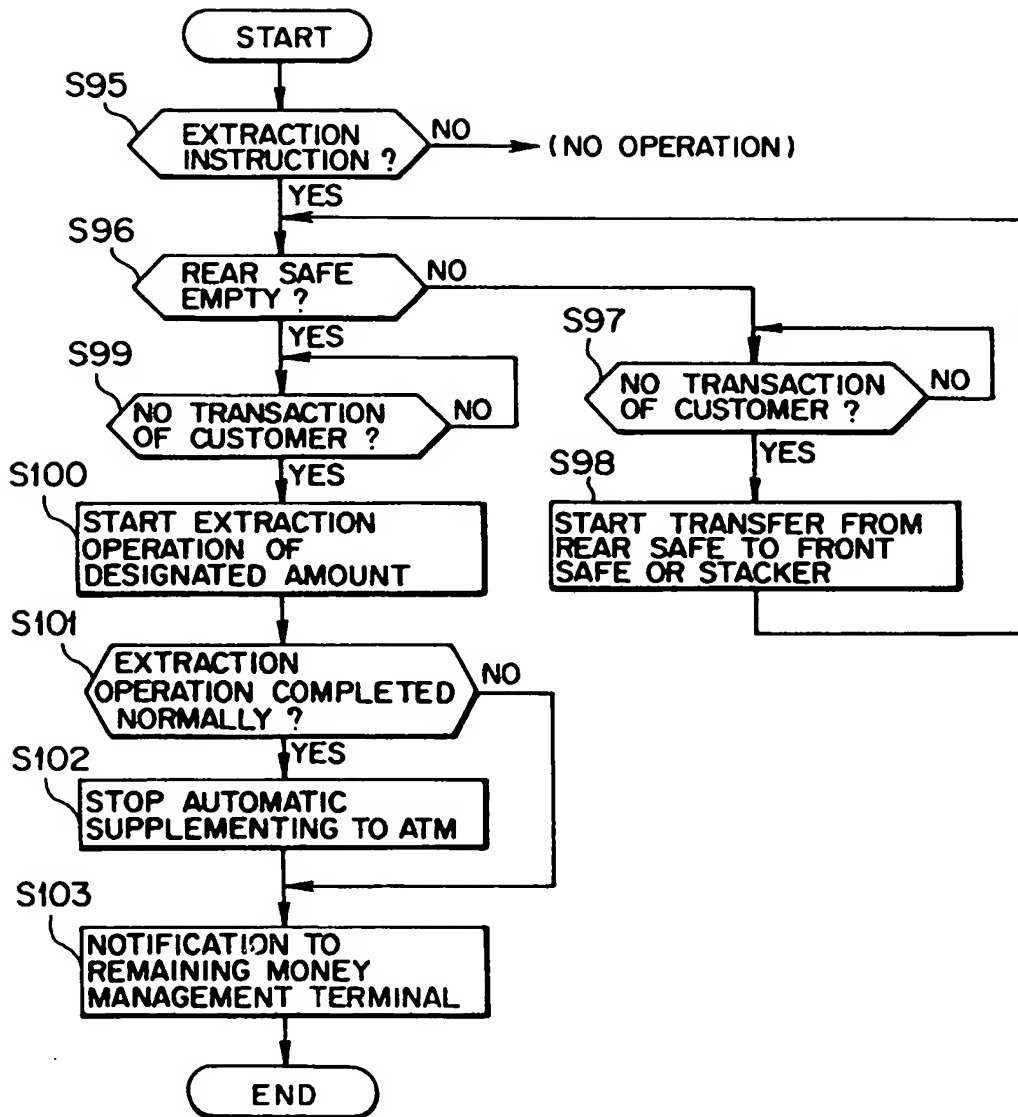 START
S95
EXTRACTION
INSTRUCTION ?
NO
(NO OPERATION)
YES
S96
REAR SAFE
EMPTY ?
NO
YES
S97
NO TRANSACTION
OF CUSTOMER ?
NO
YES
S98
START TRANSFER FROM
REAR SAFE TO FRONT
SAFE OR STACKER
S99
NO TRANSACTION
OF CUSTOMER ?
NO
YES
S100
START EXTRACTION
OPERATION OF
DESIGNATED AMOUNT
S101
EXTRACTION
OPERATION COMPLETED
NORMALLY ?
NO
YES
S102
STOP AUTOMATIC
SUPPLEMENTING TO ATM
S103
NOTIFICATION TO
REMAINING MONEY
MANAGEMENT TERMINAL
END